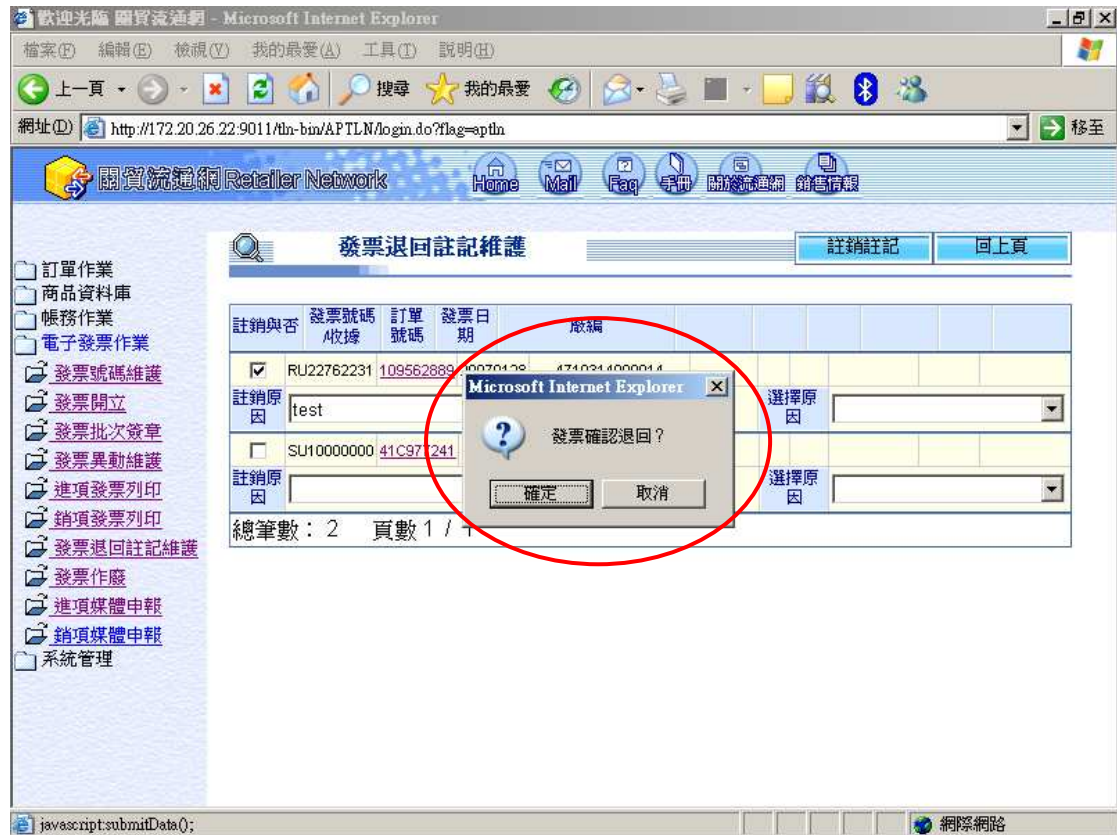 歡迎光臨 關貿流通網 - Microsoft Internet Explorer
檔案(F) 編輯(E) 檢視(V) 我的最愛(A) 工具(T) 說明(H)
上一頁 搜尋 我的最愛
網址(D) http://172.20.26.22:9011/tln-bin/APTLN/login.do?flag=aptln 移至
關貿流通網 Retailer Network Home Mail Faq 手冊 關於流通網 銷售情報
發票退回註記維護 註銷註記 回上頁
訂單作業
商品資料庫
帳務作業
電子發票作業
發票號碼維護
發票開立
發票批次簽章
發票異動維護
進項發票列印
銷項發票列印
發票退回註記維護
發票作廢
進項媒體申報
銷項媒體申報
系統管理
註銷與否 發票號碼/收據 訂單號碼 發票日期 廠編
RU22762231 109562889 20070128 4710314000014
註銷原因 test 選擇原因
SU10000000 41C977241
註銷原因 選擇原因
總筆數: 2 頁數 1 /
Microsoft Internet Explorer
發票確認退回?
確定 取消
javascript:submitData(); 網際網路